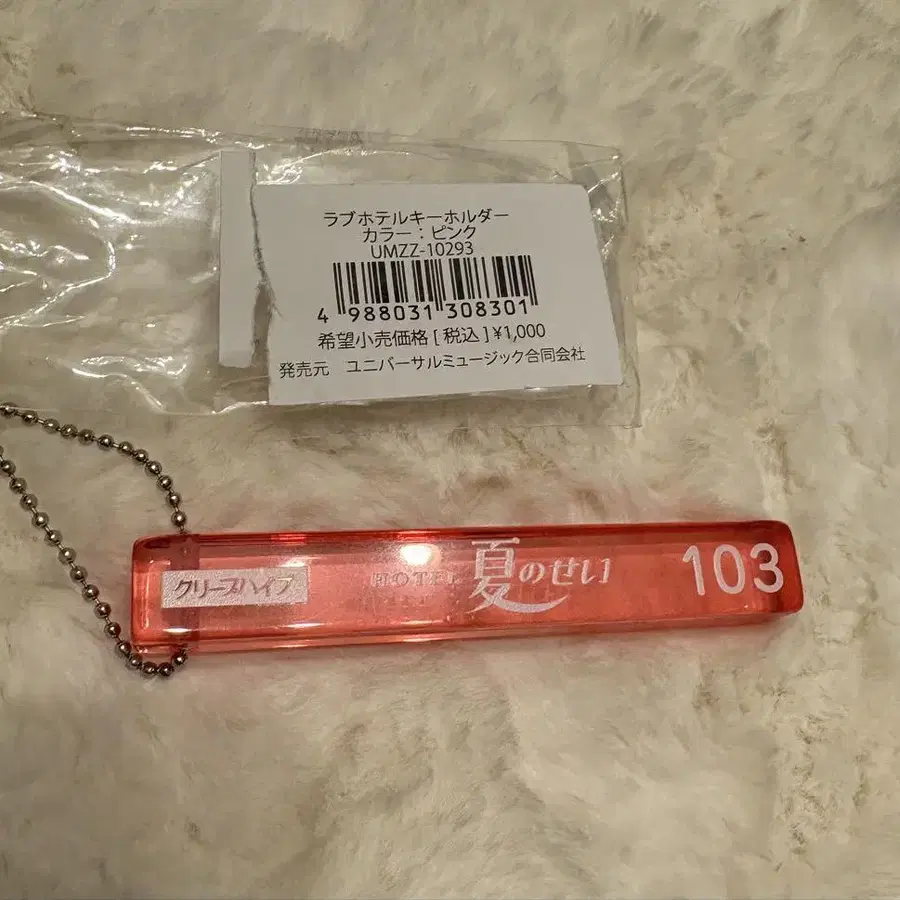 ラブホテルキーホルダー
カラー：ピンク
UMZZ-10293
4 988031 308301
希望小売価格 [ 税込 ] ¥1,000
発売元　ユニバーサルミュージック合同会社
クリープハイプ
HOTEL 夏のせい
103